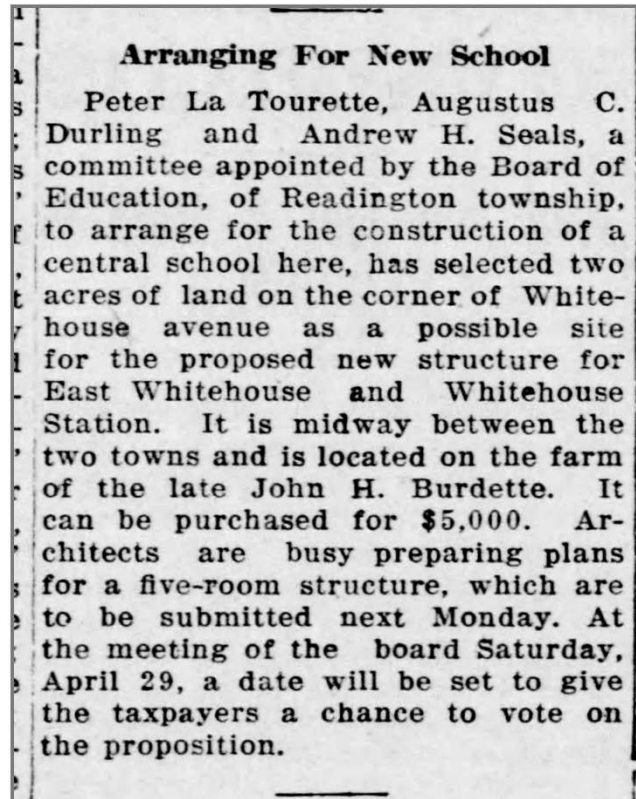 Arranging For New School
Peter La Tourette, Augustus C.
Durling and Andrew H. Seals, a
committee appointed by the Board of
Education, of Readington township,
to arrange for the construction of a
central school here, has selected two
acres of land on the corner of White-
house avenue as a possible site
for the proposed new structure for
East Whitehouse and Whitehouse
Station. It is midway between the
two towns and is located on the farm
of the late John H. Burdette. It
can be purchased for $5,000. Ar-
chitects are busy preparing plans
for a five-room structure, which are
to be submitted next Monday. At
the meeting of the board Saturday,
April 29, a date will be set to give
the taxpayers a chance to vote on
the proposition.